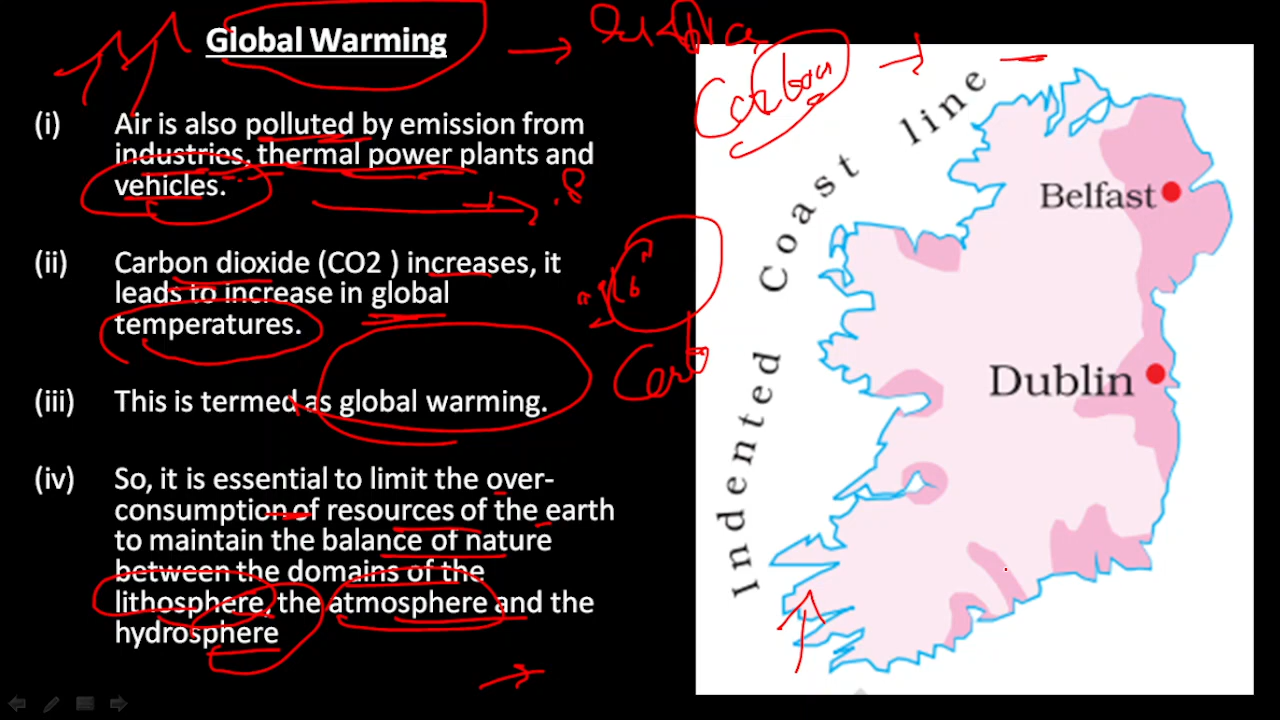 Global Warming
(i) Air is also polluted by emission from
industries, thermal power plants and
vehicles.
(ii) Carbon dioxide (CO2 ) increases, it
leads to increase in global
temperatures.
(iii) This is termed as global warming.
(iv) So, it is essential to limit the over-
consumption of resources of the earth
to maintain the balance of nature
between the domains of the
lithosphere, the atmosphere and the
hydrosphere
Carbon
Indented Coast line
Belfast
Dublin